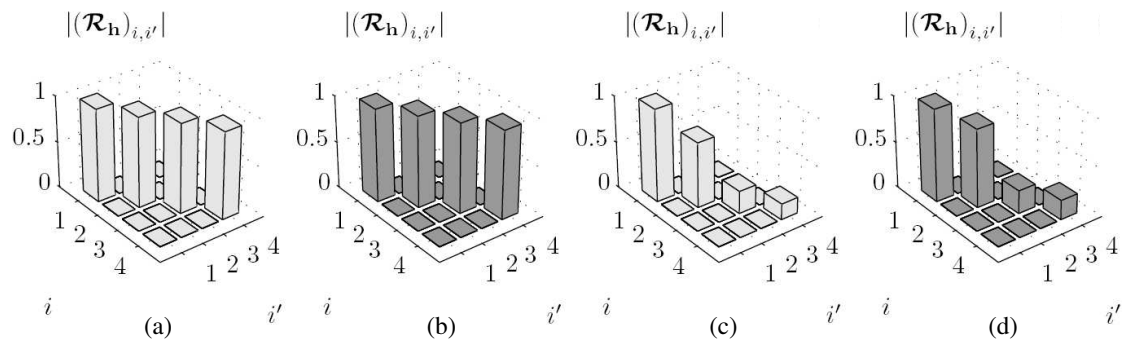 |(𝓡_h)_{i,i′}| |(𝓡_h)_{i,i′}| |(𝓡_h)_{i,i′}| |(𝓡_h)_{i,i′}|
1 1 1 1
0.5 0.5 0.5 0.5
0 0 0 0
1 2 3 4 1 2 3 4 1 2 3 4 1 2 3 4
1 2 3 4 1 2 3 4 1 2 3 4 1 2 3 4
i i′ i i′ i i′ i i′
(a) (b) (c) (d)